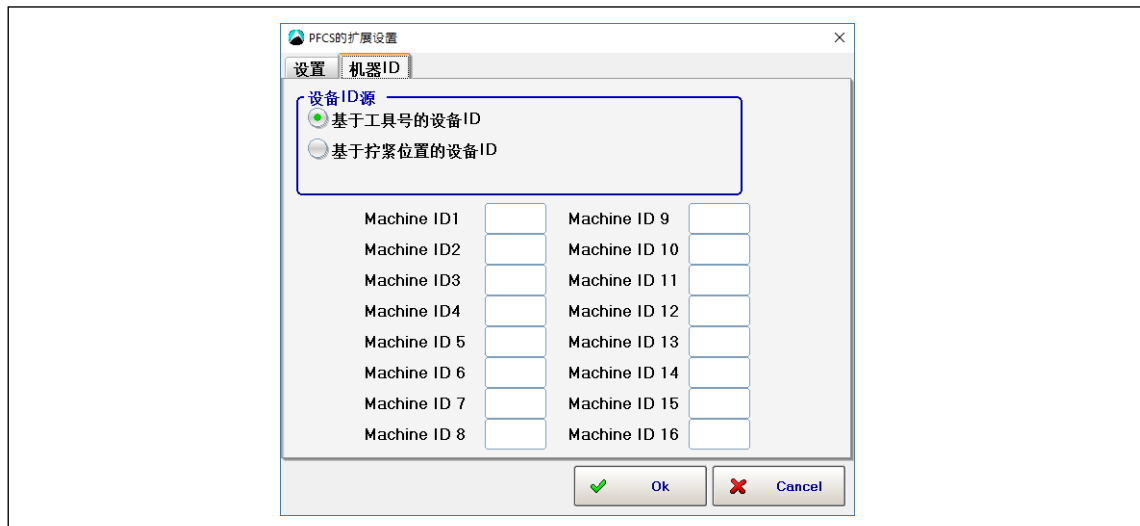 PFCS的扩展设置
设置 机器ID
设备ID源
基于工具号的设备ID
基于拧紧位置的设备ID
Machine ID1 Machine ID 9
Machine ID2 Machine ID 10
Machine ID3 Machine ID 11
Machine ID4 Machine ID 12
Machine ID 5 Machine ID 13
Machine ID 6 Machine ID 14
Machine ID 7 Machine ID 15
Machine ID 8 Machine ID 16
Ok Cancel